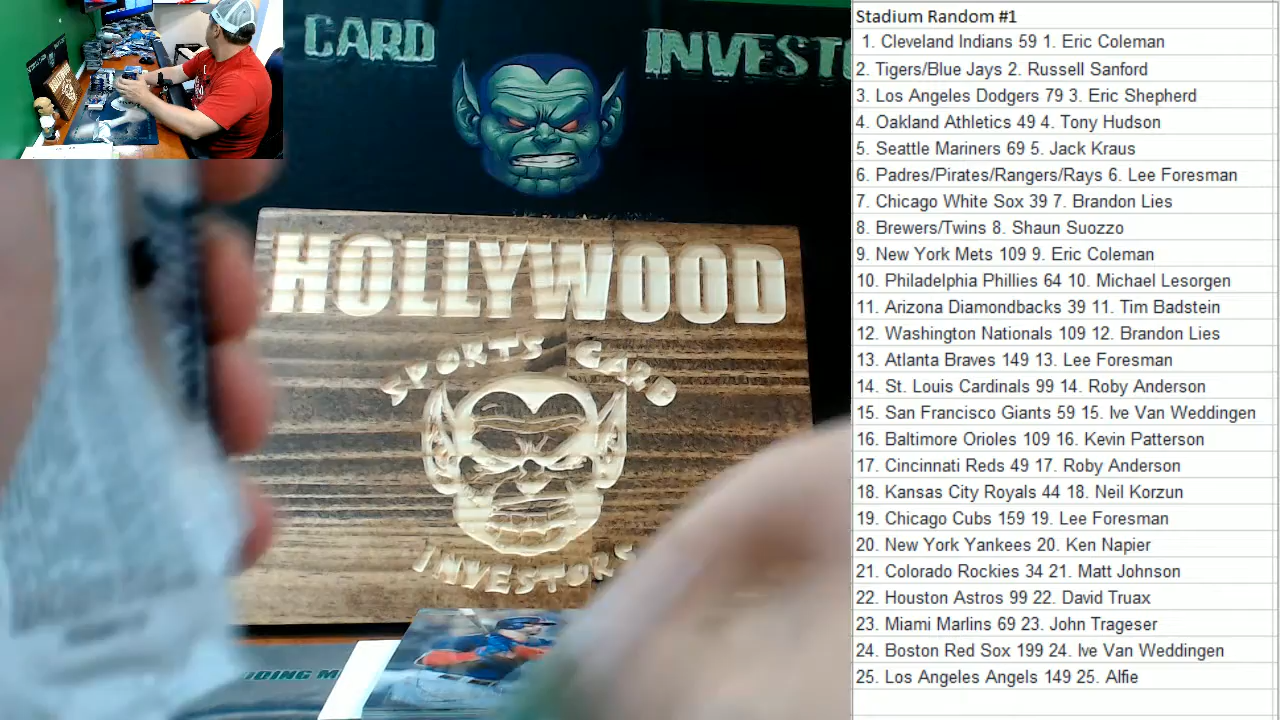 CARD INVEST
HOLLYWOOD
SPORTS CARD
INVESTORS
Stadium Random #1
1. Cleveland Indians 59 1. Eric Coleman
2. Tigers/Blue Jays 2. Russell Sanford
3. Los Angeles Dodgers 79 3. Eric Shepherd
4. Oakland Athletics 49 4. Tony Hudson
5. Seattle Mariners 69 5. Jack Kraus
6. Padres/Pirates/Rangers/Rays 6. Lee Foresman
7. Chicago White Sox 39 7. Brandon Lies
8. Brewers/Twins 8. Shaun Suozzo
9. New York Mets 109 9. Eric Coleman
10. Philadelphia Phillies 64 10. Michael Lesorgen
11. Arizona Diamondbacks 39 11. Tim Badstein
12. Washington Nationals 109 12. Brandon Lies
13. Atlanta Braves 149 13. Lee Foresman
14. St. Louis Cardinals 99 14. Roby Anderson
15. San Francisco Giants 59 15. Ive Van Weddingen
16. Baltimore Orioles 109 16. Kevin Patterson
17. Cincinnati Reds 49 17. Roby Anderson
18. Kansas City Royals 44 18. Neil Korzun
19. Chicago Cubs 159 19. Lee Foresman
20. New York Yankees 20. Ken Napier
21. Colorado Rockies 34 21. Matt Johnson
22. Houston Astros 99 22. David Truax
23. Miami Marlins 69 23. John Trageser
24. Boston Red Sox 199 24. Ive Van Weddingen
25. Los Angeles Angels 149 25. Alfie